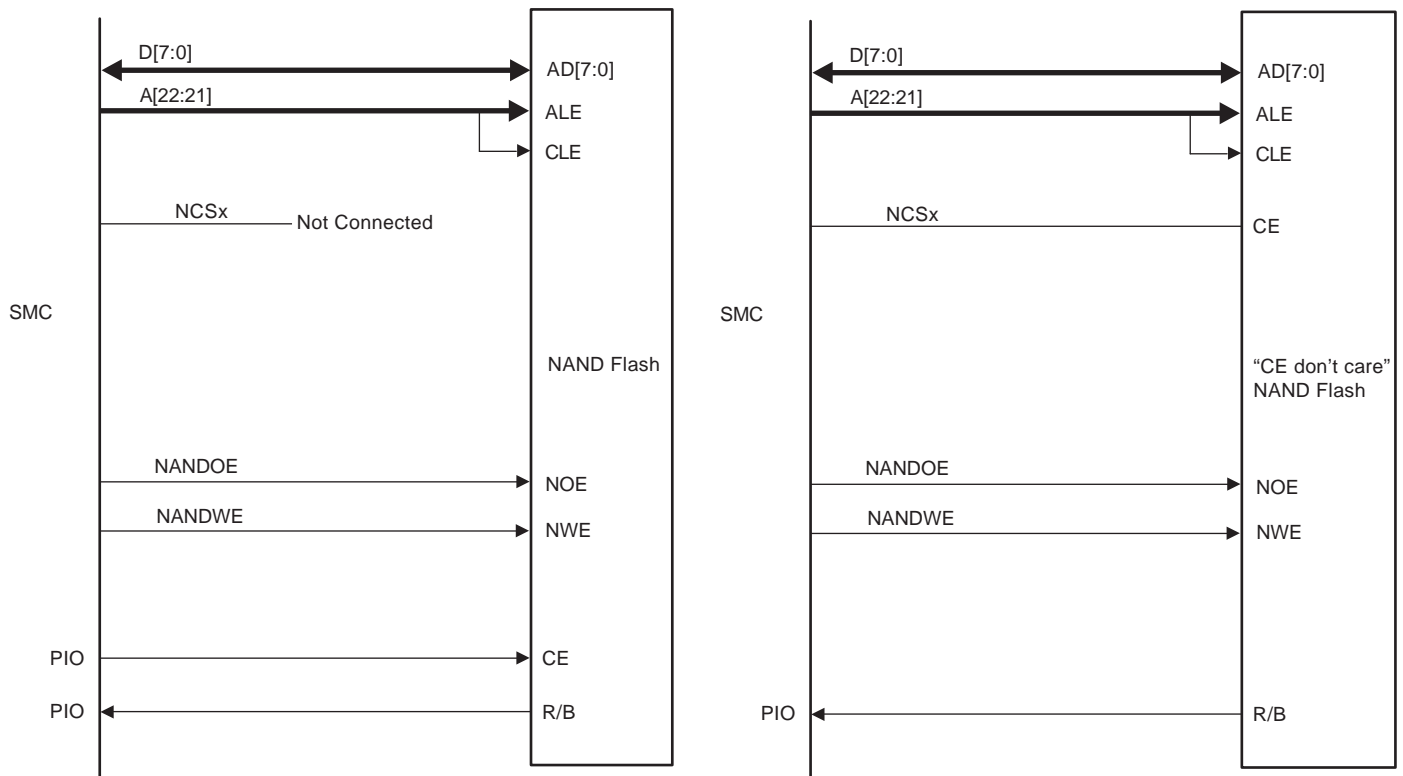 D[7:0]
AD[7:0]
A[22:21]
ALE
CLE
NCSx
Not Connected
SMC
NAND Flash
NANDOE
NOE
NANDWE
NWE
PIO
CE
PIO
R/B
D[7:0]
AD[7:0]
A[22:21]
ALE
CLE
NCSx
CE
SMC
“CE don’t care”
NAND Flash
NANDOE
NOE
NANDWE
NWE
PIO
R/B